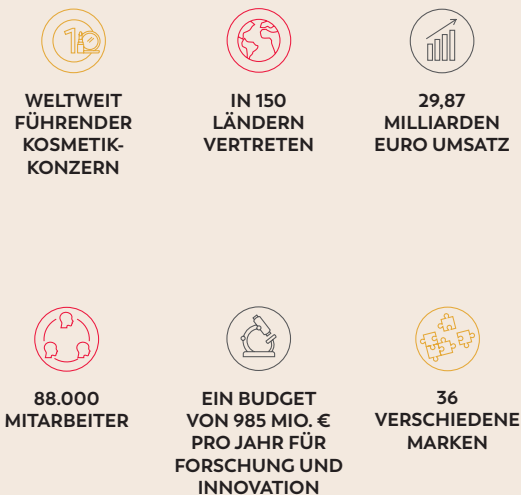 1
WELTWEIT
FÜHRENDER
KOSMETIK-
KONZERN
IN 150
LÄNDERN
VERTRETEN
29,87
MILLIARDEN
EURO UMSATZ
88.000
MITARBEITER
EIN BUDGET
VON 985 MIO. €
PRO JAHR FÜR
FORSCHUNG UND
INNOVATION
36
VERSCHIEDENE
MARKEN